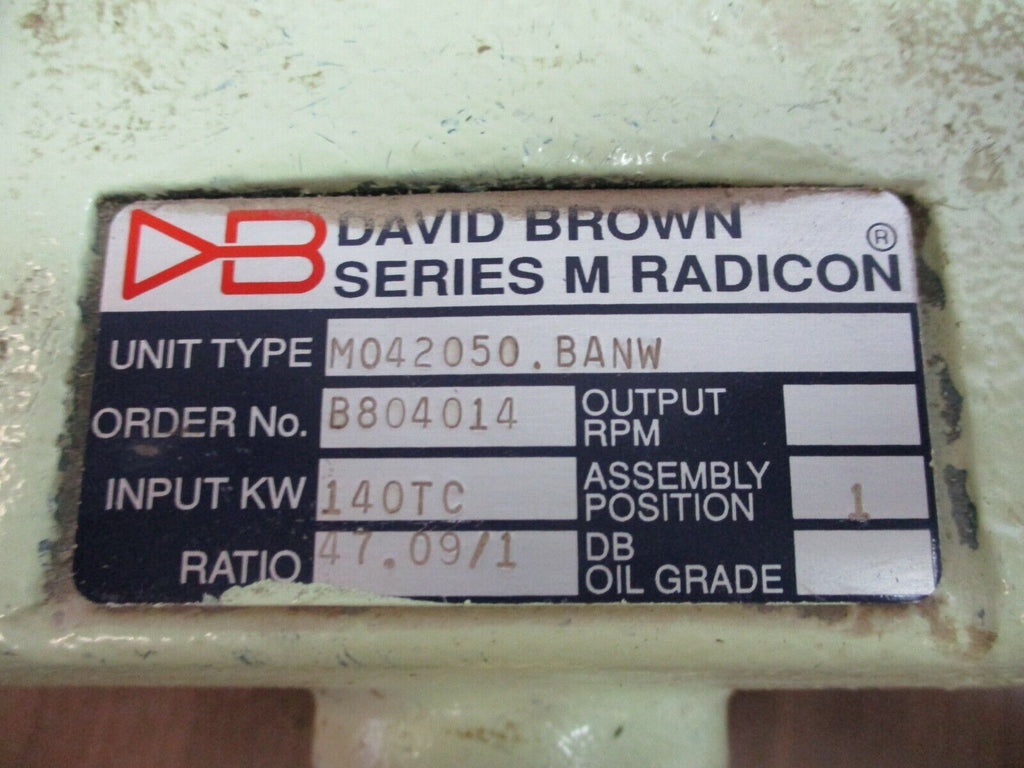 DB DAVID BROWN
SERIES M RADICON ®
UNIT TYPE M042050.BANW
ORDER No. B804014 OUTPUT RPM
INPUT KW 140TC ASSEMBLY POSITION 1
RATIO 47.09/1 DB OIL GRADE